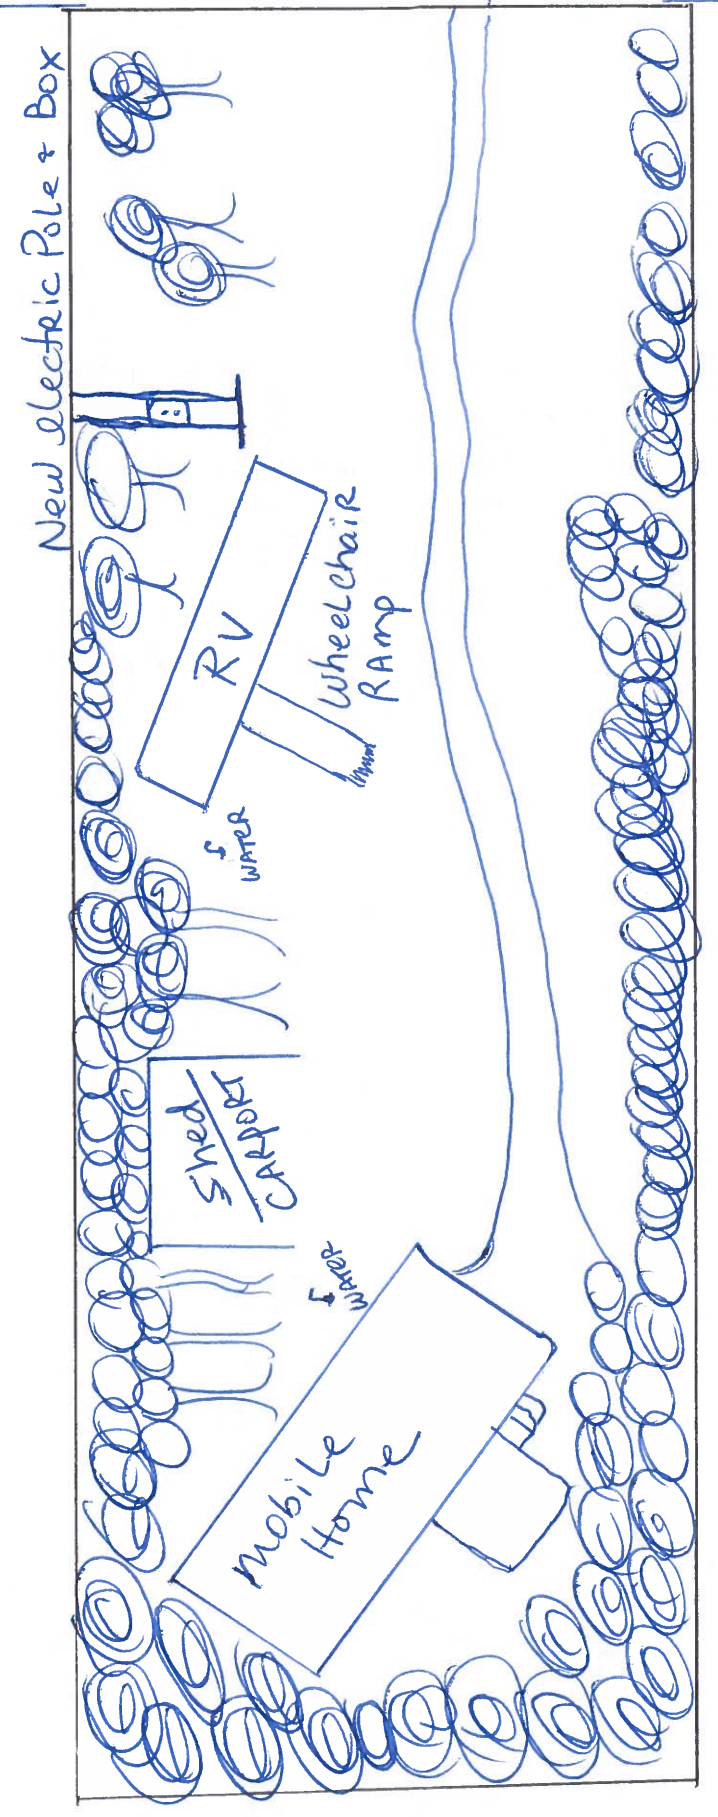 New electric Pole + Box
RV
Wheelchair
RAmp
WATER
Shed
CARPORT
WATER
mobile
Home